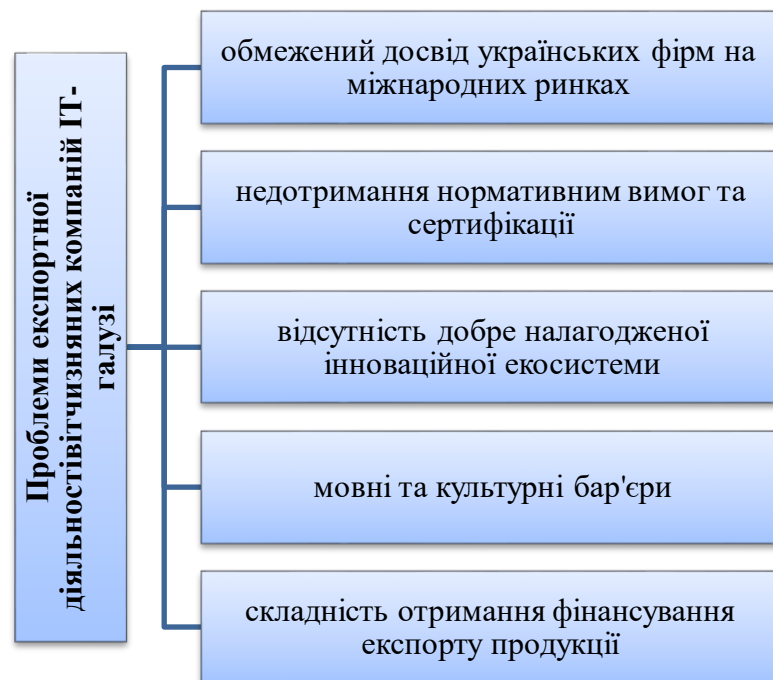 Проблеми експортної
діяльностівітчизняних компаній ІТ-
галузі
обмежений досвід українських фірм на
міжнародних ринках
недотримання нормативним вимог та
сертифікації
відсутність добре налагодженої
інноваційної екосистеми
мовні та культурні бар'єри
складність отримання фінансування
експорту продукції